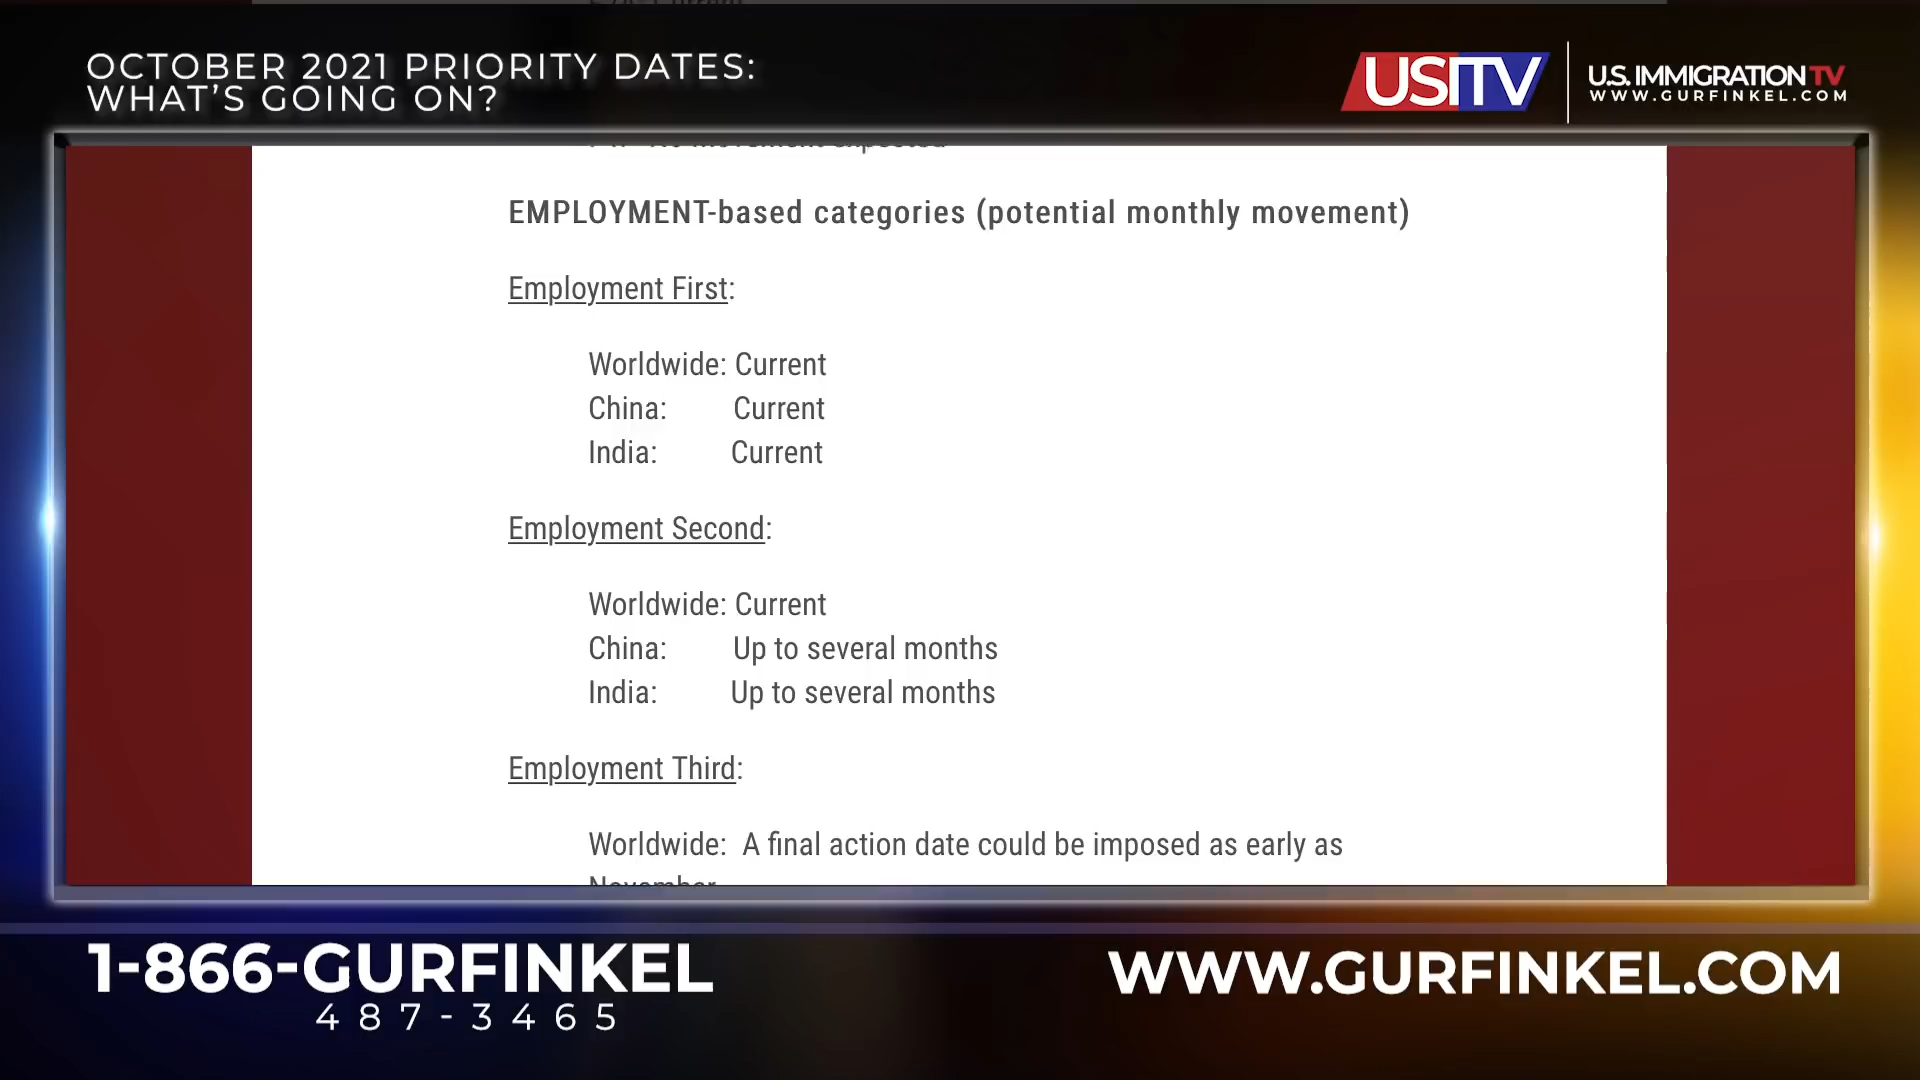 OCTOBER 2021 PRIORITY DATES:
WHAT'S GOING ON?
USITV
U.S. IMMIGRATION TV
WWW.GURFINKEL.COM
EMPLOYMENT-based categories (potential monthly movement)
Employment First:
Worldwide: Current
China: Current
India: Current
Employment Second:
Worldwide: Current
China: Up to several months
India: Up to several months
Employment Third:
Worldwide: A final action date could be imposed as early as
November
1-866-GURFINKEL
487-3465
WWW.GURFINKEL.COM